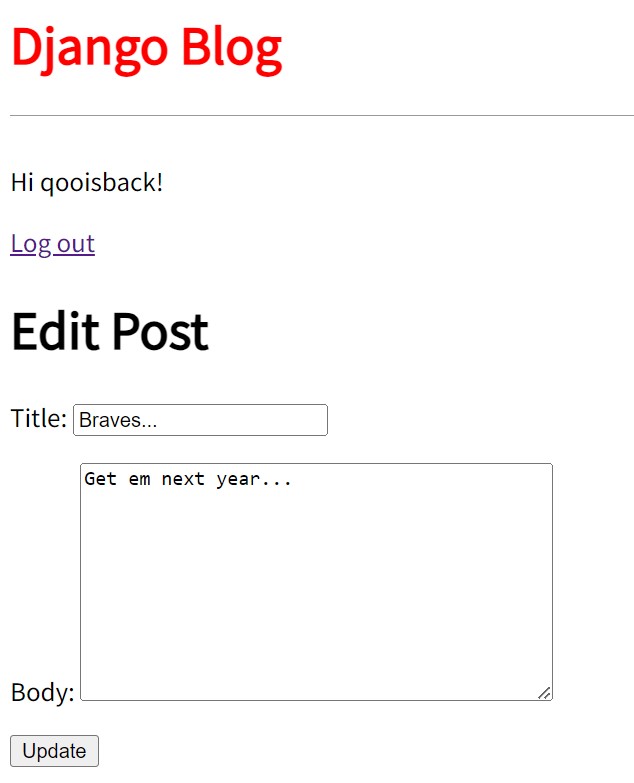 Django Blog
Hi qooisback!
Log out
Edit Post
Title: Braves...
Get em next year...
Body:
Update